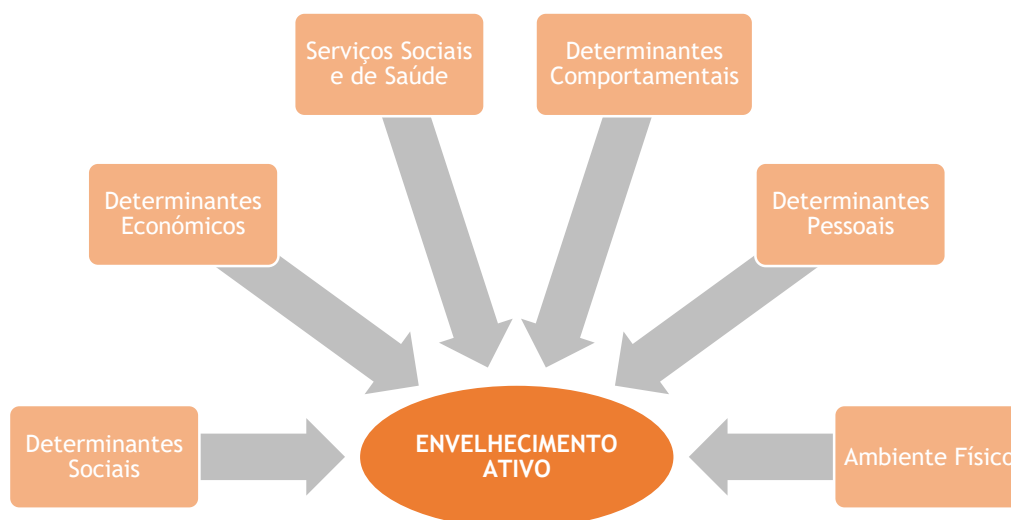 Serviços Sociais
e de Saúde
Determinantes
Comportamentais
Determinantes
Económicos
Determinantes
Pessoais
Determinantes
Sociais
ENVELHECIMENTO
ATIVO
Ambiente Físico